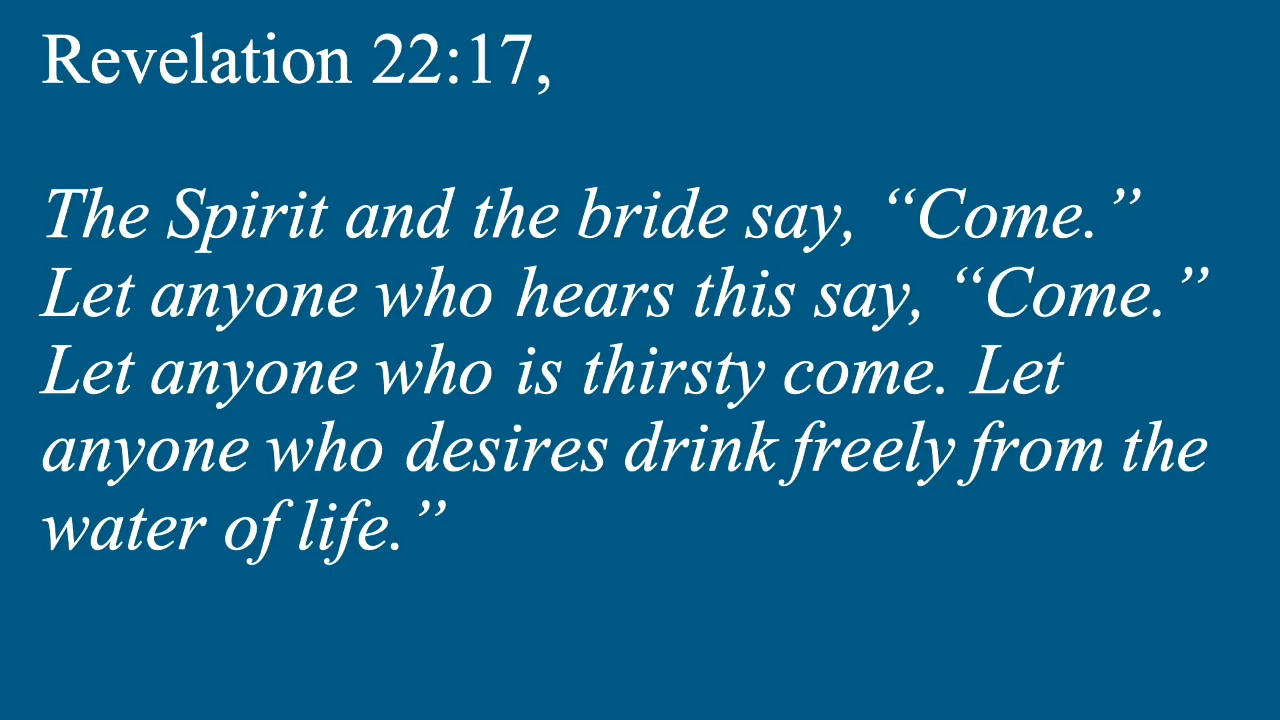 Revelation 22:17,
The Spirit and the bride say, “Come.”
Let anyone who hears this say, “Come.”
Let anyone who is thirsty come. Let
anyone who desires drink freely from the
water of life.”